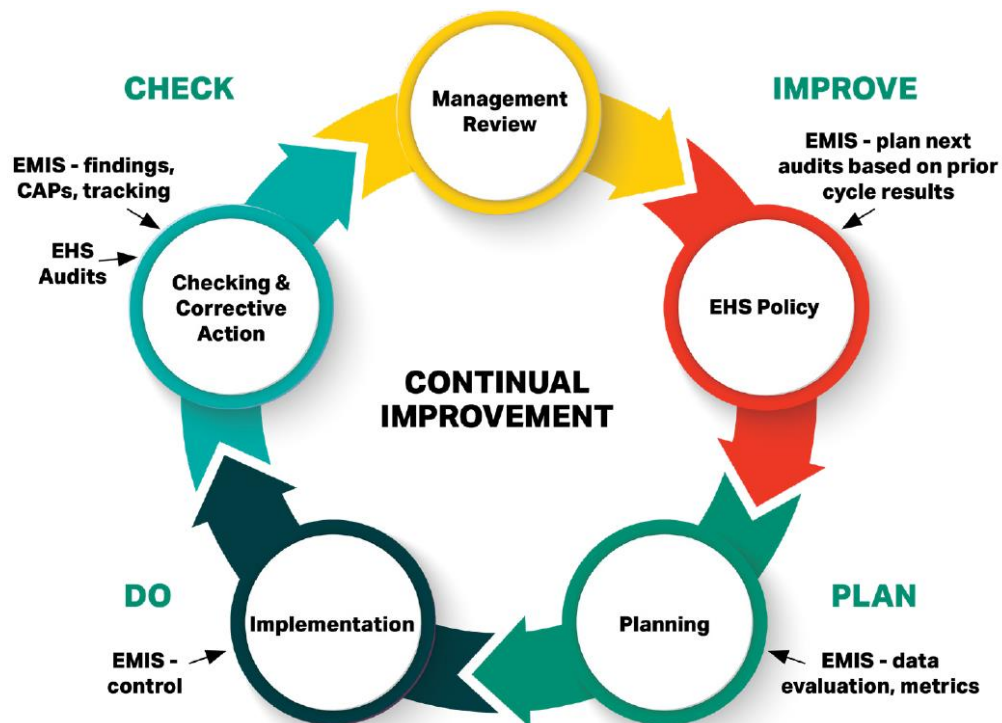 CHECK
IMPROVE
Management
Review
EMIS - findings,
CAPs, tracking
EHS
Audits
EMIS - plan next
audits based on prior
cycle results
Checking &
Corrective
Action
EHS Policy
CONTINUAL
IMPROVEMENT
DO
PLAN
Implementation
Planning
EMIS -
control
EMIS - data
evaluation, metrics